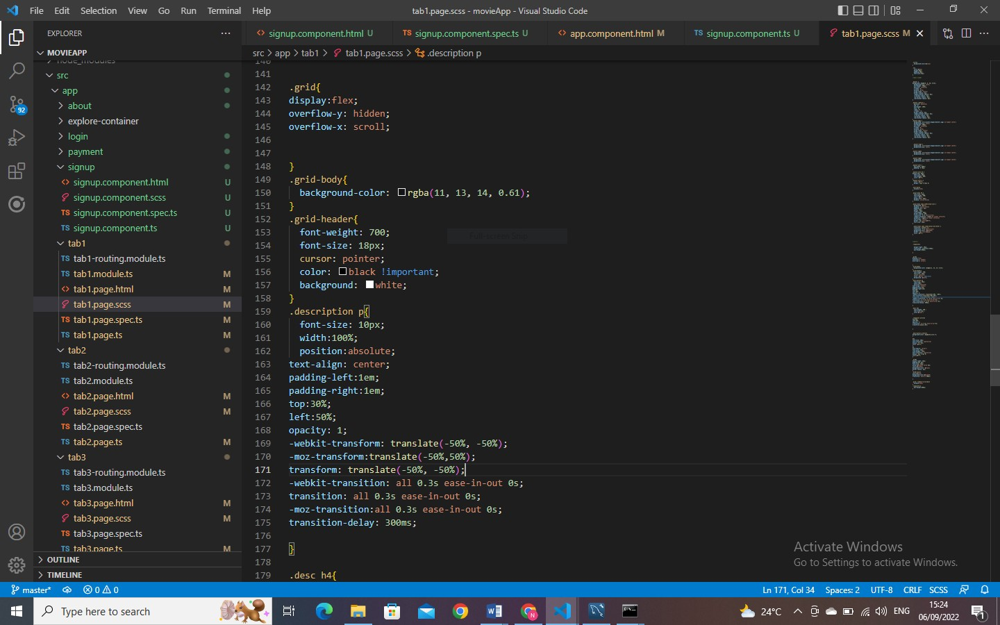 File Edit Selection View Go Run Terminal Help
tab1.page.scss - movieApp - Visual Studio Code
EXPLORER
MOVIEAPP
node_modules
src
app
about
explore-container
login
payment
signup
signup.component.html U
signup.component.scss U
TS signup.component.spec.ts U
TS signup.component.ts U
tab1
TS tab1-routing.module.ts
TS tab1.module.ts M
tab1.page.html M
tab1.page.scss M
TS tab1.page.spec.ts M
TS tab1.page.ts M
tab2
TS tab2-routing.module.ts
TS tab2.module.ts
tab2.page.html M
tab2.page.scss M
TS tab2.page.spec.ts
TS tab2.page.ts M
tab3
TS tab3-routing.module.ts
TS tab3.module.ts
tab3.page.html M
tab3.page.scss M
TS tab3.page.spec.ts
TS tab3.page.ts M
OUTLINE
TIMELINE
92
signup.component.html U
TS signup.component.spec.ts U
app.component.html M
TS signup.component.ts U
tab1.page.scss M
src > app > tab1 > tab1.page.scss > .description p
140
141
142 .grid{
143 display:flex;
144 overflow-y: hidden;
145 overflow-x: scroll;
146
147
148 }
149 .grid-body{
150 background-color: rgba(11, 13, 14, 0.61);
151 }
152 .grid-header{
153 font-weight: 700;
154 font-size: 18px;
155 cursor: pointer;
156 color: black !important;
157 background: white;
158 }
159 .description p{
160 font-size: 10px;
161 width:100%;
162 position:absolute;
163 text-align: center;
164 padding-left:1em;
165 padding-right:1em;
166 top:30%;
167 left:50%;
168 opacity: 1;
169 -webkit-transform: translate(-50%, -50%);
170 -moz-transform:translate(-50%,50%);
171 transform: translate(-50%, -50%);
172 -webkit-transition: all 0.3s ease-in-out 0s;
173 transition: all 0.3s ease-in-out 0s;
174 -moz-transition:all 0.3s ease-in-out 0s;
175 transition-delay: 300ms;
176
177 }
178
179 .desc h4{
Activate Windows
Go to Settings to activate Windows.
master* 0 0
Ln 171, Col 34 Spaces: 2 UTF-8 CRLF SCSS
Type here to search
24°C
ENG
15:24
06/09/2022
1